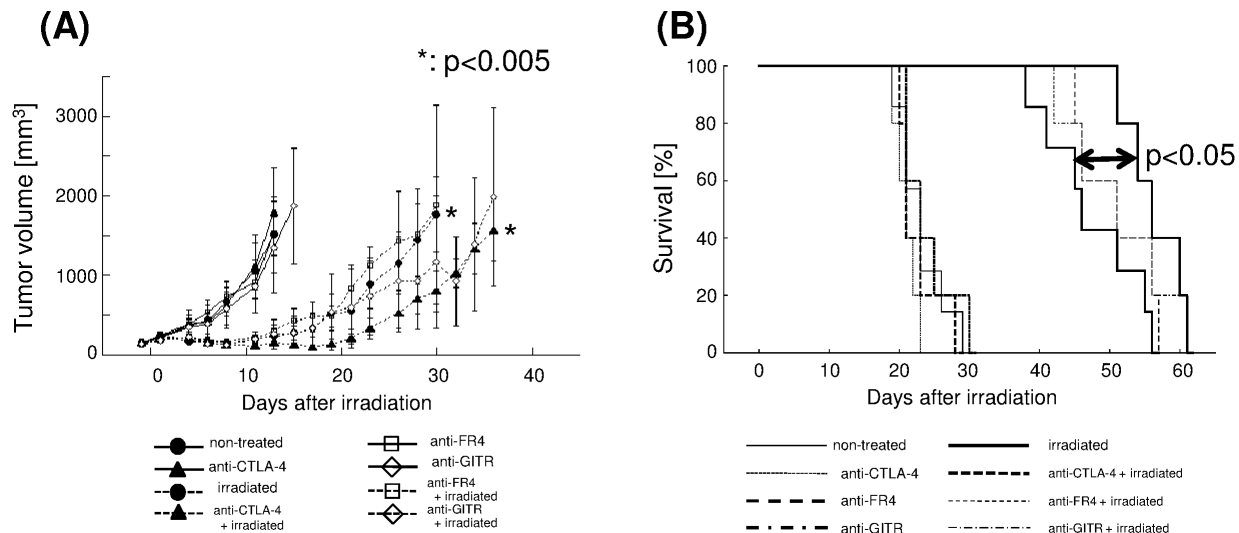 (A)
*: p<0.005
Tumor volume [mm³]
3000
2000
1000
0
0 10 20 30 40
*
*
Days after irradiation
non-treated
anti-CTLA-4
irradiated
anti-CTLA-4
+ irradiated
anti-FR4
anti-GITR
anti-FR4
+ irradiated
anti-GITR
+ irradiated
(B)
Survival [%]
100
80
60
40
20
0
p<0.05
0 10 20 30 40 50 60
Days after irradiation
non-treated
anti-CTLA-4
anti-FR4
anti-GITR
irradiated
anti-CTLA-4 + irradiated
anti-FR4 + irradiated
anti-GITR + irradiated